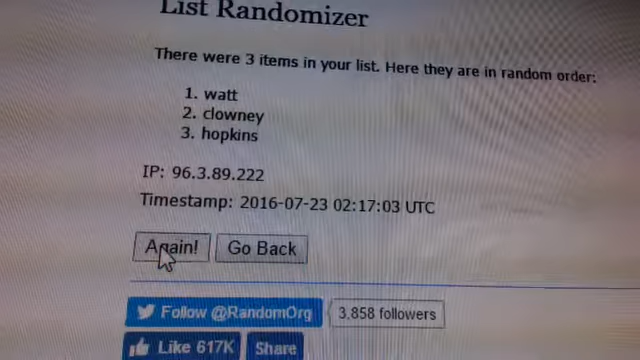 List Randomizer
There were 3 items in your list. Here they are in random order:
1. watt
2. clowney
3. hopkins
IP: 96.3.89.222
Timestamp: 2016-07-23 02:17:03 UTC
Again! Go Back
Follow @RandomOrg 3,858 followers
Like 617K Share